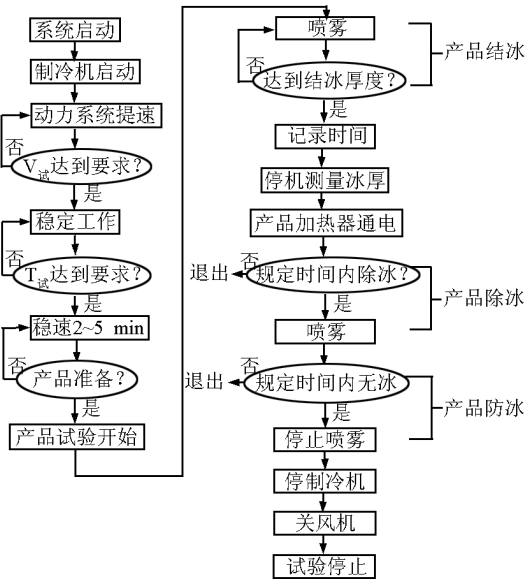 系统启动
制冷机启动
动力系统提速
否
V试达到要求?
是
稳定工作
否
T试达到要求?
是
稳速2~5 min
否
产品准备?
是
产品试验开始
喷雾
否
达到结冰厚度?
是
产品结冰
记录时间
停机测量冰厚
产品加热器通电
否
退出
规定时间内除冰?
是
产品除冰
喷雾
否
退出
规定时间内无冰
是
产品防冰
停止喷雾
停制冷机
关风机
试验停止